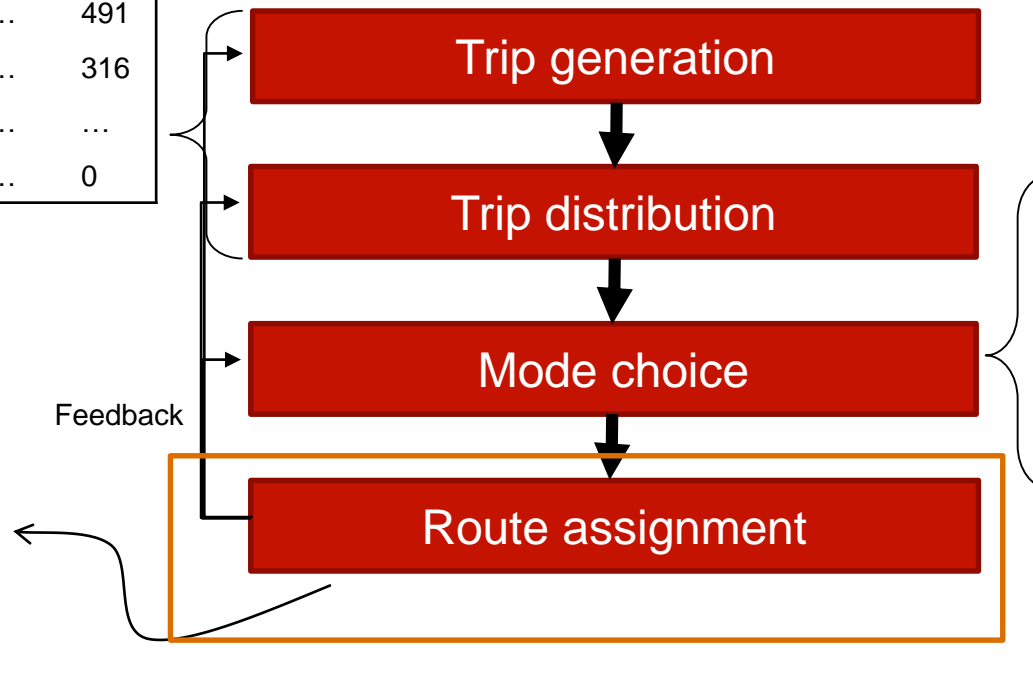 .. 491
.. 316
.. …
.. 0
Trip generation
Trip distribution
Mode choice
Feedback
Route assignment